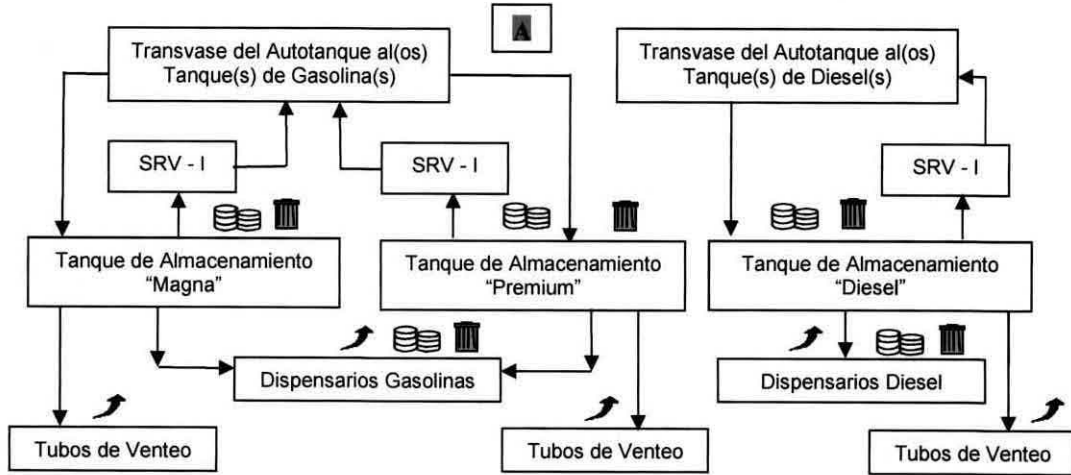 A
Transvase del Autotanque al(os)
Tanque(s) de Gasolina(s)
Transvase del Autotanque al(os)
Tanque(s) de Diesel(s)
SRV - I
SRV - I
SRV - I
Tanque de Almacenamiento
“Magna”
Tanque de Almacenamiento
“Premium”
Tanque de Almacenamiento
“Diesel”
Dispensarios Gasolinas
Dispensarios Diesel
Tubos de Venteo
Tubos de Venteo
Tubos de Venteo